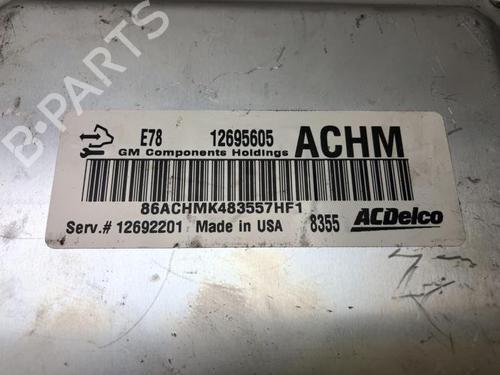 E78 12695605 ACHM
GM Components Holdings
86ACHMK483557HF1
Serv.# 12692201 Made in USA 8355 ACDelco
B-PARTS